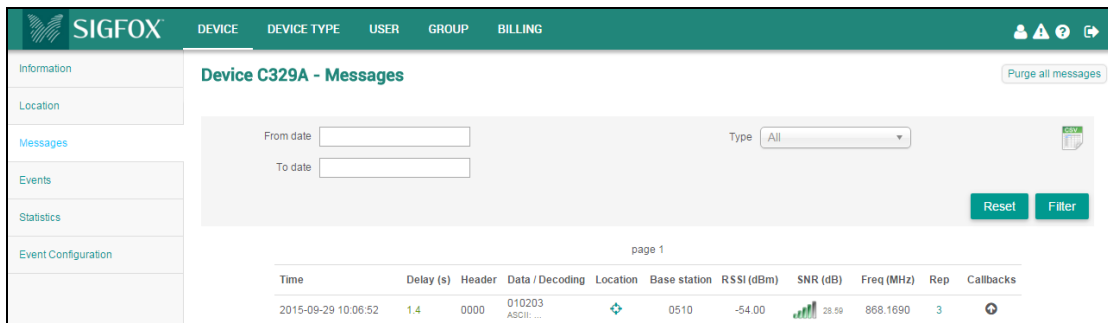 SIGFOX DEVICE DEVICE TYPE USER GROUP BILLING
Information
Device C329A - Messages
Purge all messages
Location
Messages
From date
Type All
CSV
To date
Events
Reset Filter
Statistics
Event Configuration
page 1
Time Delay (s) Header Data / Decoding Location Base station RSSI (dBm) SNR (dB) Freq (MHz) Rep Callbacks
2015-09-29 10:06:52 1.4 0000 010203 0510 -54.00 28.59 868.1690 3
ASCII: ...